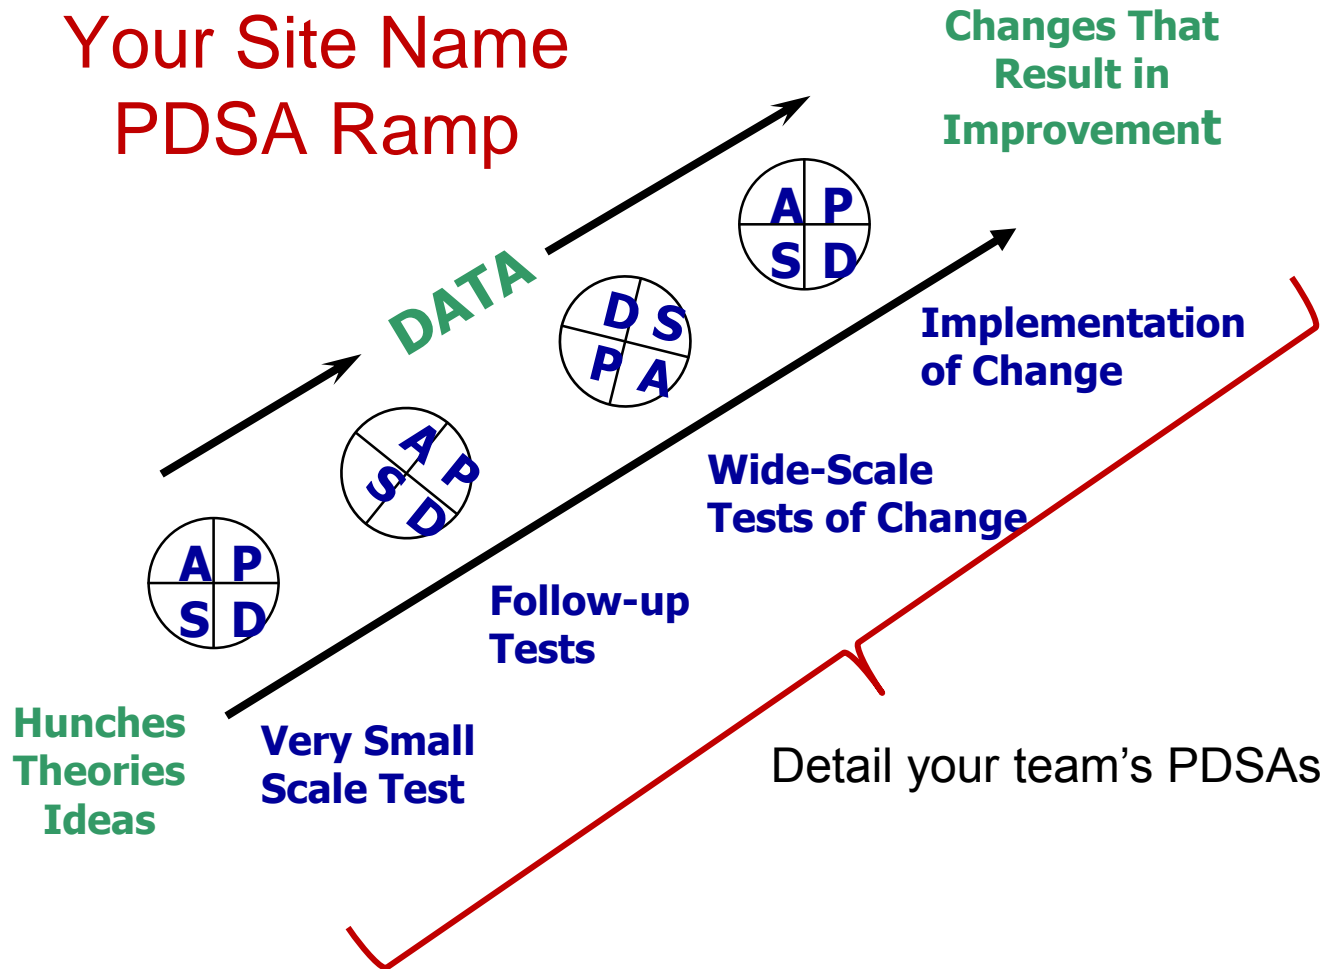 Your Site Name
PDSA Ramp
Changes That
Result in
Improvement
DATA
A P
S D
D S
P A
A P
S D
A P
S D
Implementation
of Change
Wide-Scale
Tests of Change
Follow-up
Tests
Very Small
Scale Test
Hunches
Theories
Ideas
Detail your team’s PDSAs